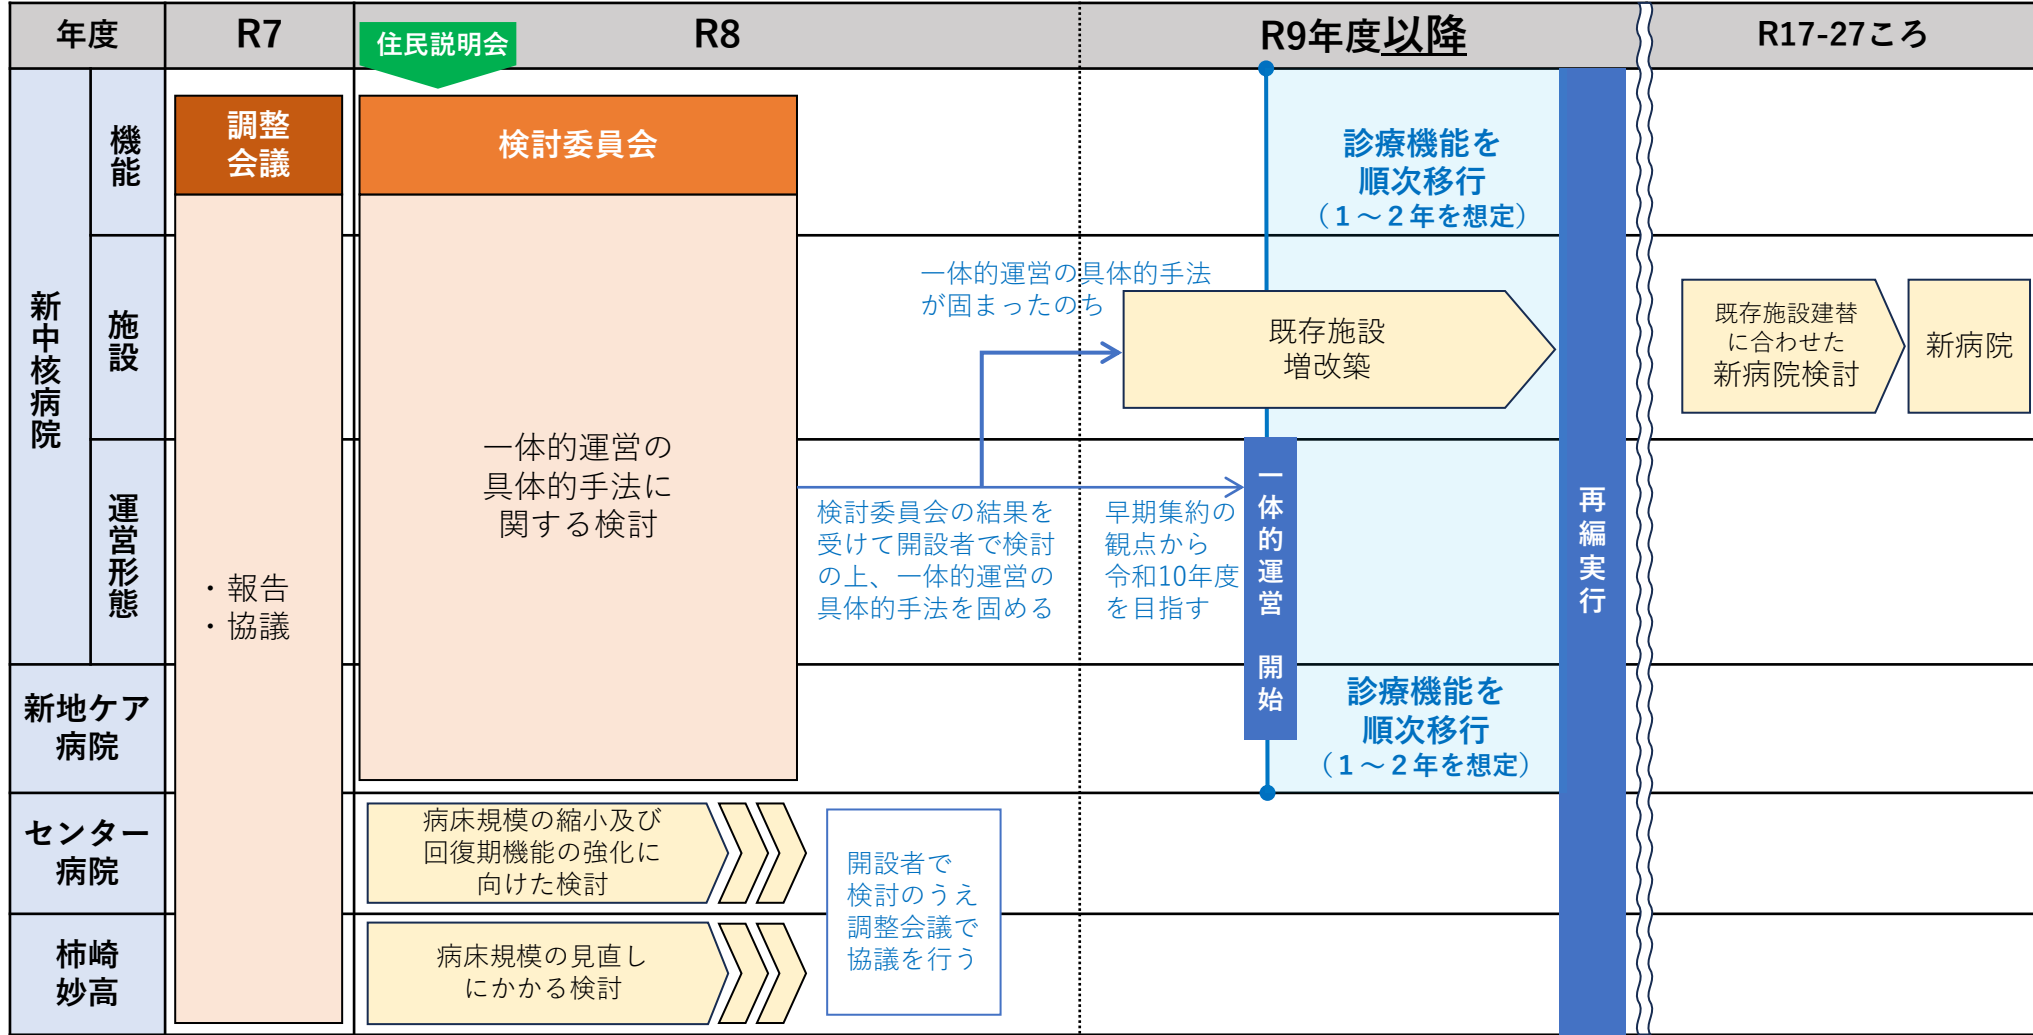 年度
R7
住民説明会
R8
R9年度以降
R17-27ころ
新中核病院
機能
調整
会議
検討委員会
診療機能を
順次移行
（１～２年を想定）
施設
一体的運営の具体的手法
が固まったのち
既存施設
増改築
既存施設建替
に合わせた
新病院検討
新病院
運営形態
・報告
・協議
一体的運営の
具体的手法に
関する検討
検討委員会の結果を
受けて開設者で検討
の上、一体的運営の
具体的手法を固める
早期集約の
観点から
令和10年度
を目指す
一体的運営　開始
再編実行
新地ケア
病院
診療機能を
順次移行
（１～２年を想定）
センター
病院
病床規模の縮小及び
回復期機能の強化に
向けた検討
開設者で
検討のうえ
調整会議で
協議を行う
柿崎
妙高
病床規模の見直し
にかかる検討